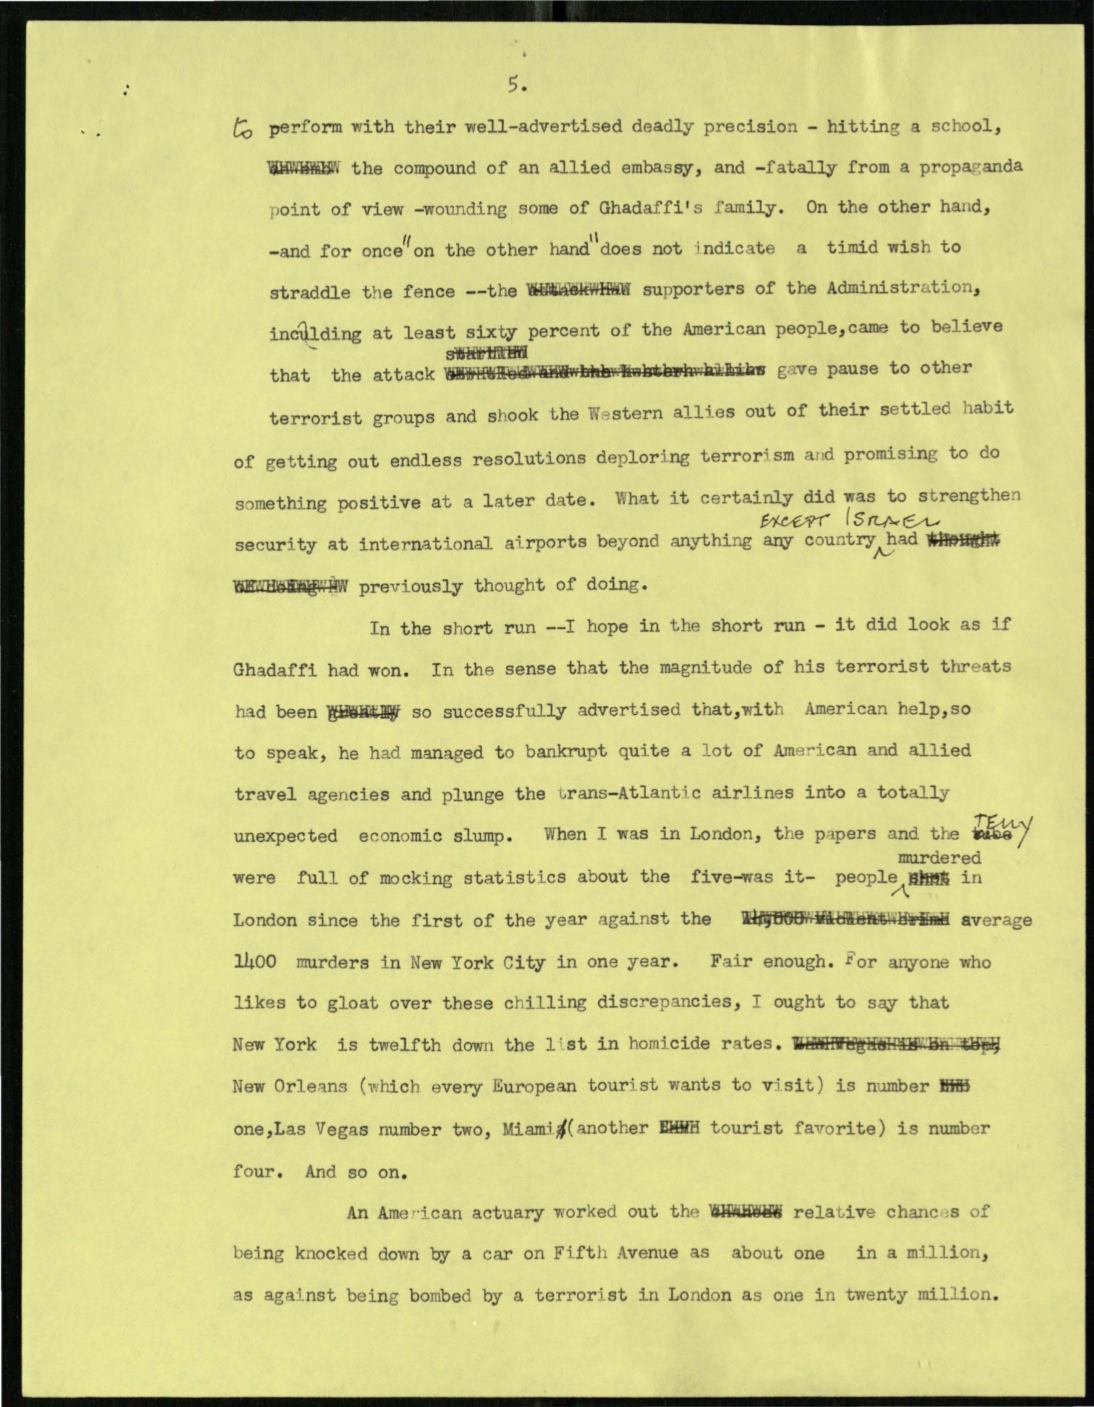 5.
to perform with their well-advertised deadly precision - hitting a school,
the compound of an allied embassy, and -fatally from a propaganda
point of view -wounding some of Ghadaffi's family. On the other hand,
-and for once "on the other hand" does not indicate a timid wish to
straddle the fence --the supporters of the Administration,
inculding at least sixty percent of the American people,came to believe
startled
that the attack gave pause to other
terrorist groups and shook the Western allies out of their settled habit
of getting out endless resolutions deploring terrorism and promising to do
something positive at a later date. What it certainly did was to strengthen
EXCEPT ISRAEL
security at international airports beyond anything any country had thought
previously thought of doing.
In the short run --I hope in the short run - it did look as if
Ghadaffi had won. In the sense that the magnitude of his terrorist threats
had been greatly so successfully advertised that,with American help,so
to speak, he had managed to bankrupt quite a lot of American and allied
travel agencies and plunge the trans-Atlantic airlines into a totally
unexpected economic slump. When I was in London, the papers and the TELLY
murdered
were full of mocking statistics about the five-was it- people shot in
London since the first of the year against the average
1400 murders in New York City in one year. Fair enough. For anyone who
likes to gloat over these chilling discrepancies, I ought to say that
New York is twelfth down the list in homicide rates. Las Vegas is on top,
New Orleans (which every European tourist wants to visit) is number
one,Las Vegas number two, Miami (another tourist favorite) is number
four. And so on.
An American actuary worked out the chances relative chances of
being knocked down by a car on Fifth Avenue as about one in a million,
as against being bombed by a terrorist in London as one in twenty million.